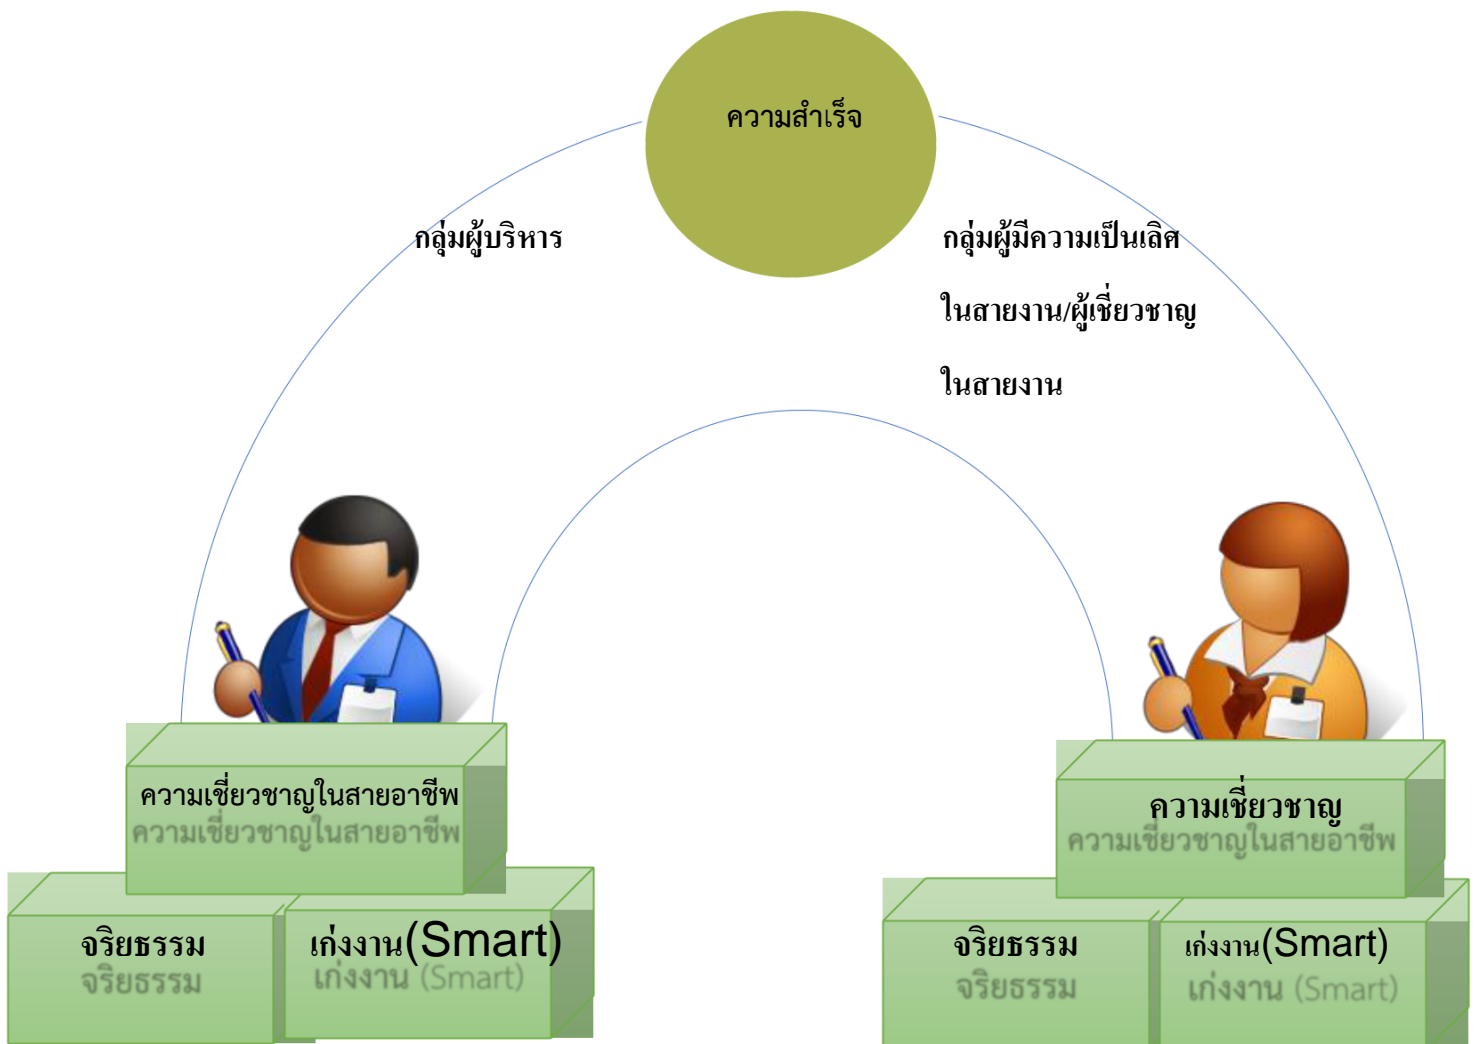 ความสำเร็จ
กลุ่มผู้บริหาร
กลุ่มผู้มีความเป็นเลิศ
ในสายงาน/ผู้เชี่ยวชาญ
ในสายงาน
ความเชี่ยวชาญในสายอาชีพ
ความเชี่ยวชาญในสายอาชีพ
จริยธรรม
จริยธรรม
เก่งงาน(Smart)
เก่งงาน (Smart)
ความเชี่ยวชาญ
ความเชี่ยวชาญในสายอาชีพ
จริยธรรม
จริยธรรม
เก่งงาน(Smart)
เก่งงาน (Smart)